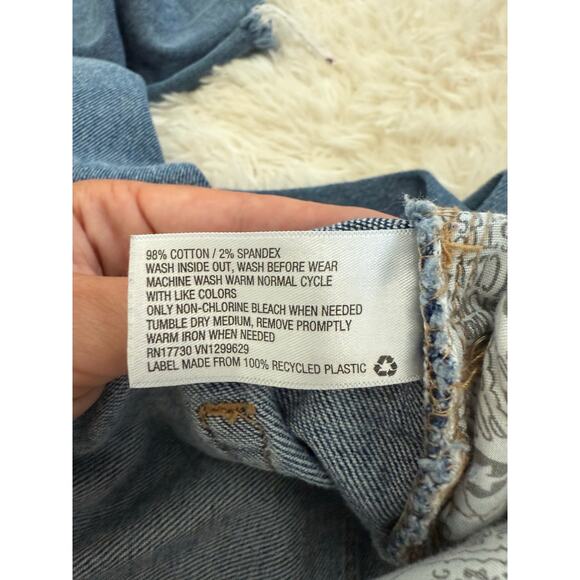 98% COTTON / 2% SPANDEX
WASH INSIDE OUT, WASH BEFORE WEAR
MACHINE WASH WARM NORMAL CYCLE
WITH LIKE COLORS
ONLY NON-CHLORINE BLEACH WHEN NEEDED
TUMBLE DRY MEDIUM, REMOVE PROMPTLY
WARM IRON WHEN NEEDED
RN17730 VN1299629
LABEL MADE FROM 100% RECYCLED PLASTIC